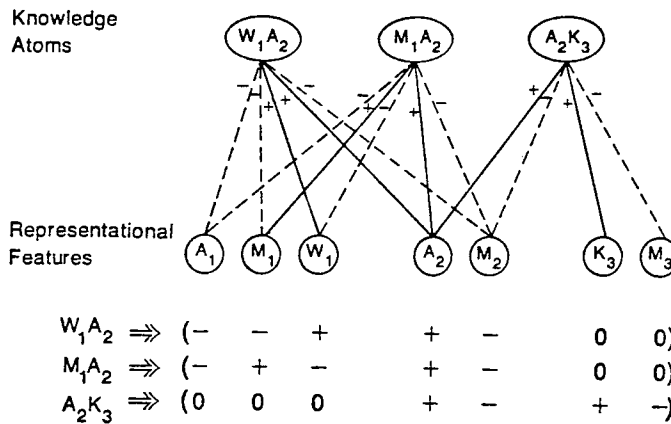 Knowledge
Atoms
W₁A₂ M₁A₂ A₂K₃
− − + + − − + − + − + − + −
Representational
Features
A₁ M₁ W₁ A₂ M₂ K₃ M₃
W₁A₂ ⇒> (− − + + − 0 0)
M₁A₂ ⇒> (− + − + − 0 0)
A₂K₃ ⇒> (0 0 0 + − + −)